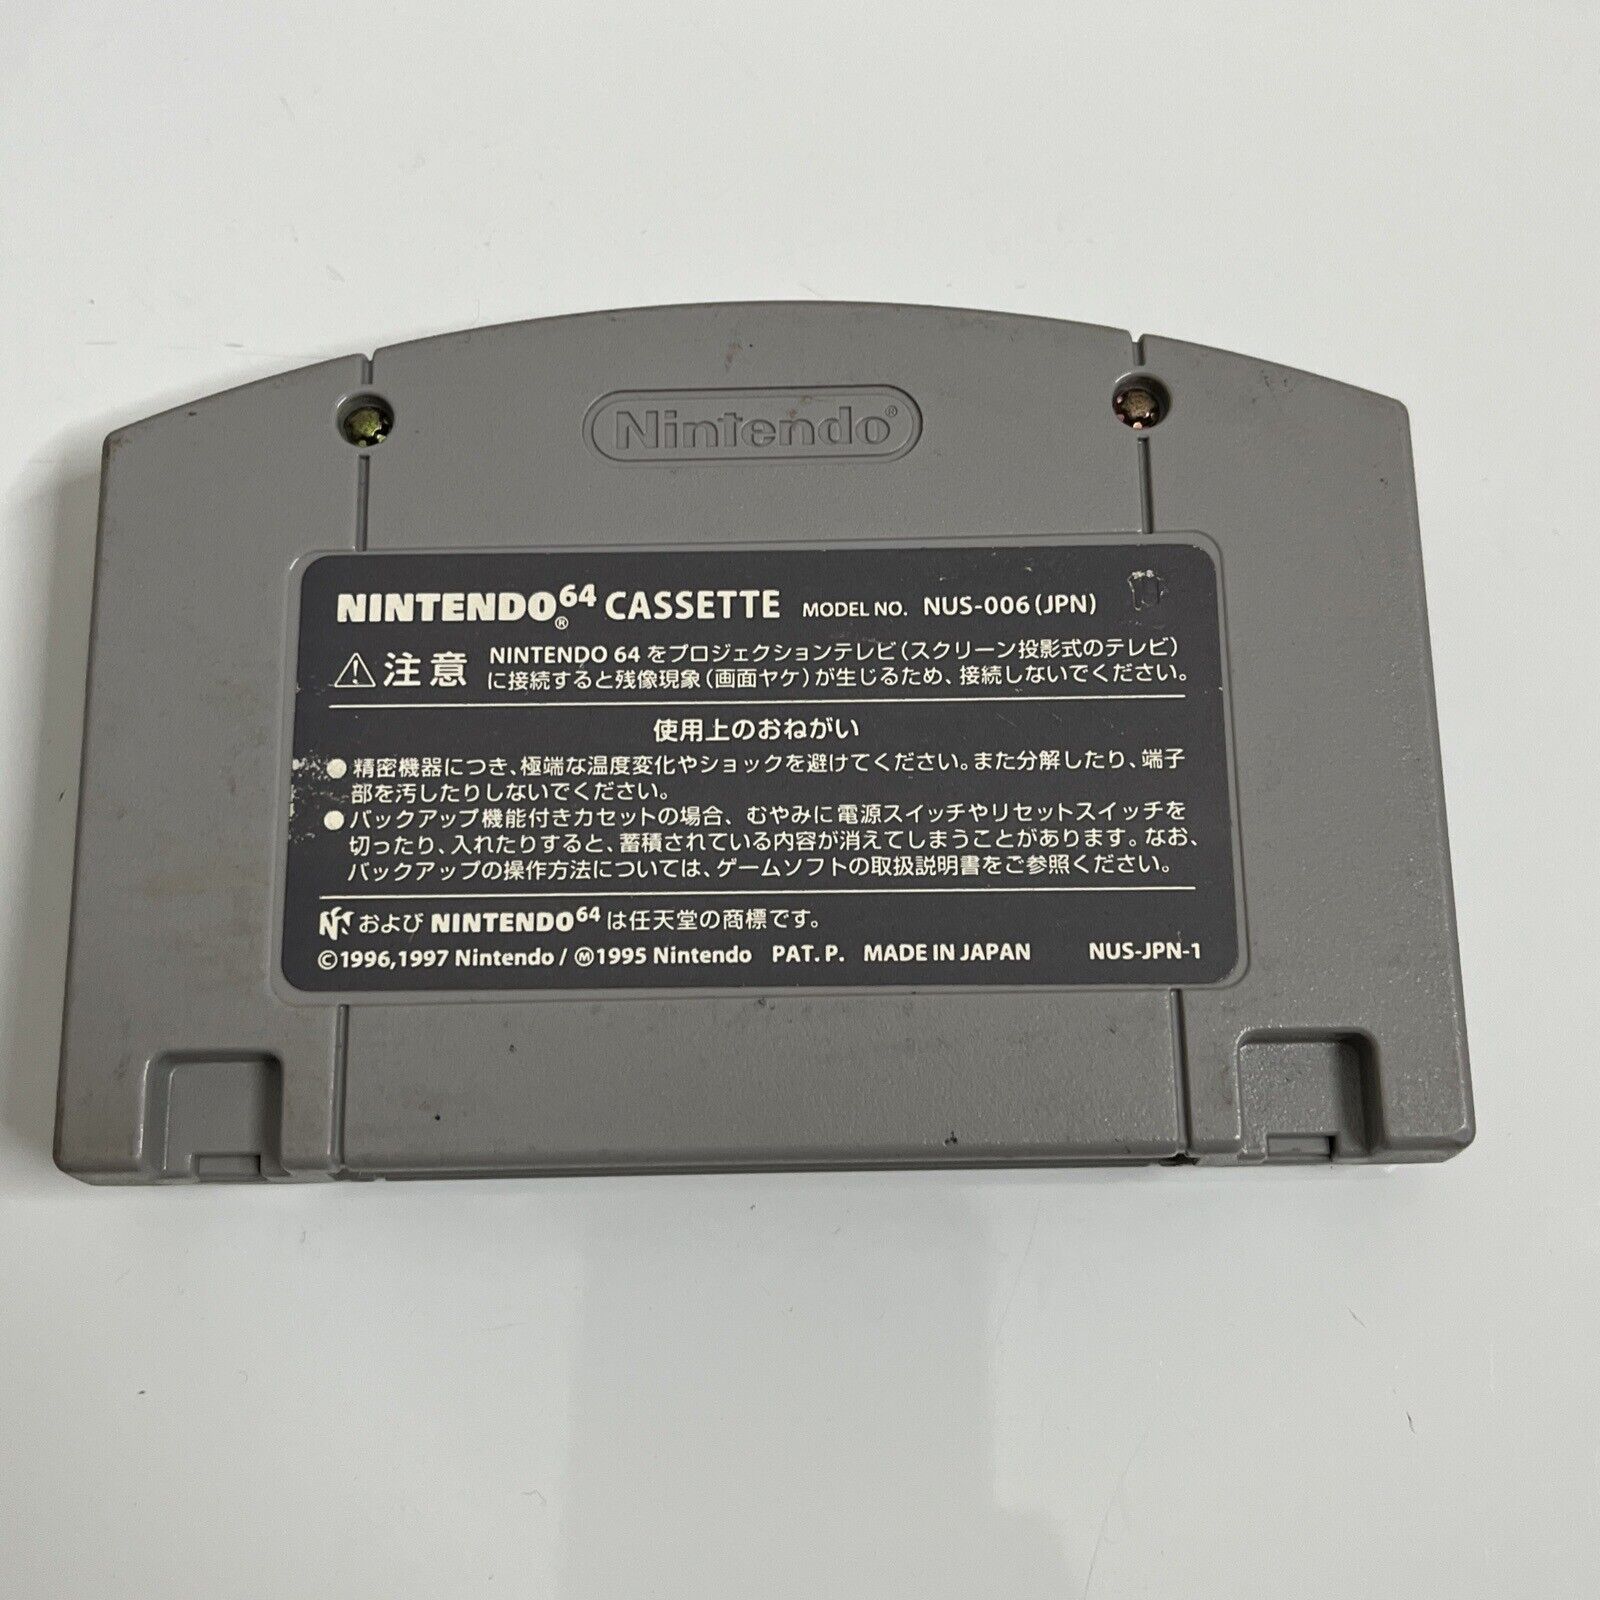 Nintendo®
NINTENDO64® CASSETTE MODEL NO. NUS-006(JPN)
⚠注意 NINTENDO 64 をプロジェクションテレビ(スクリーン投影式のテレビ)
に接続すると残像現象(画面ヤケ)が生じるため、接続しないでください。
使用上のおねがい
●精密機器につき、極端な温度変化やショックを避けてください。また分解したり、端子
部を汚したりしないでください。
●バックアップ機能付きカセットの場合、むやみに電源スイッチやリセットスイッチを
切ったり、入れたりすると、蓄積されている内容が消えてしまうことがあります。なお、
バックアップの操作方法については、ゲームソフトの取扱説明書をご参照ください。
および NINTENDO64 は任天堂の商標です。
©1996,1997 Nintendo / Ⓜ1995 Nintendo PAT. P. MADE IN JAPAN NUS-JPN-1